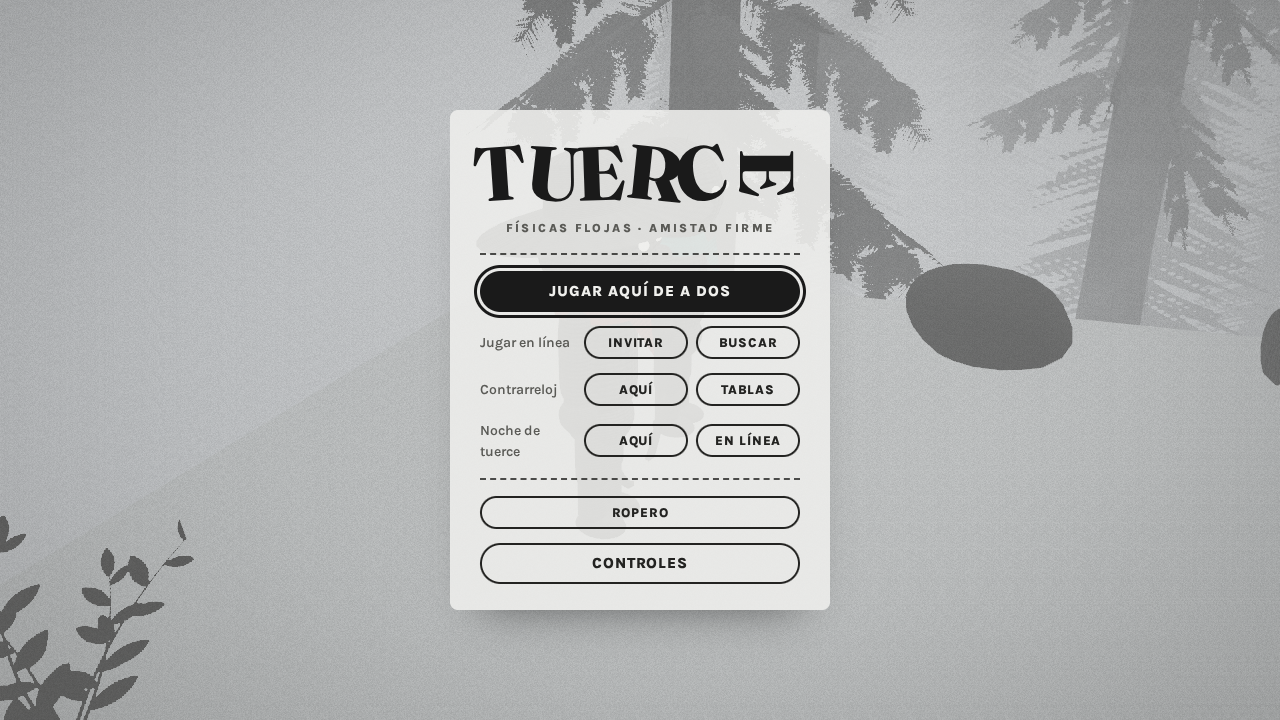 TUERCE
FÍSICAS FLOJAS · AMISTAD FIRME
JUGAR AQUÍ DE A DOS
Jugar en línea INVITAR BUSCAR
Contrarreloj AQUÍ TABLAS
Noche de
tuerce AQUÍ EN LÍNEA
ROPERO
CONTROLES